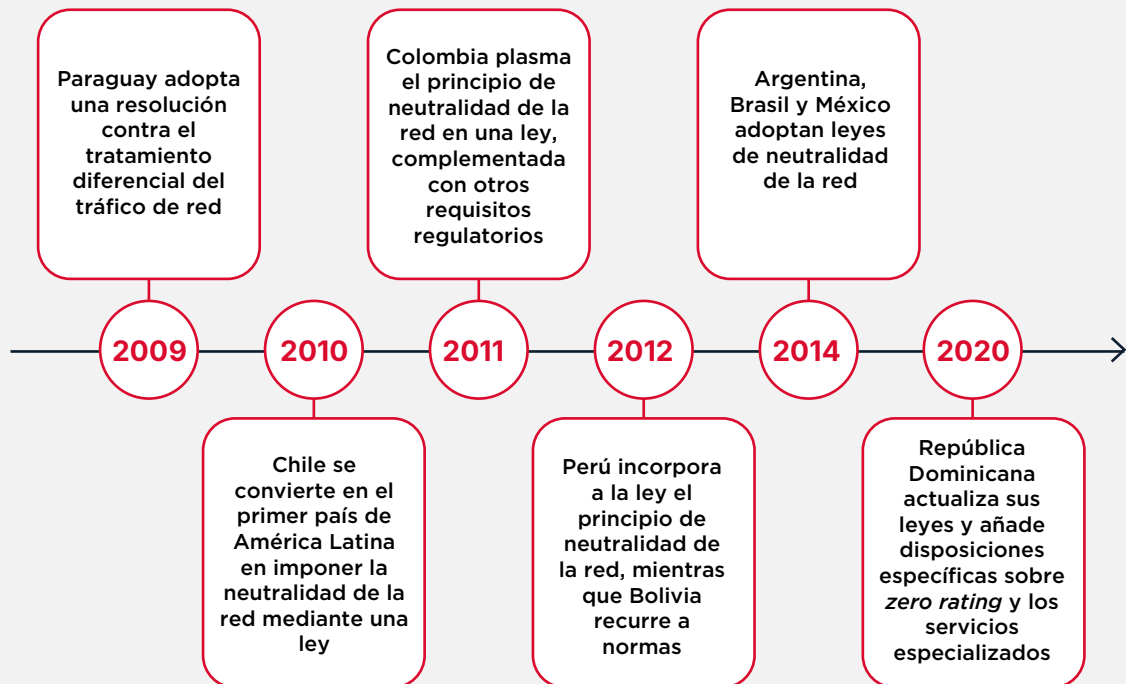 Paraguay adopta
una resolución
contra el
tratamiento
diferencial del
tráfico de red
Colombia plasma
el principio de
neutralidad de la
red en una ley,
complementada
con otros
requisitos
regulatorios
Argentina,
Brasil y México
adoptan leyes
de neutralidad
de la red
2009
2010
2011
2012
2014
2020
Chile se
convierte en el
primer país de
América Latina
en imponer la
neutralidad de la
red mediante una
ley
Perú incorpora
a la ley el
principio de
neutralidad de
la red, mientras
que Bolivia
recurre a
normas
República
Dominicana
actualiza sus
leyes y añade
disposiciones
específicas sobre
zero rating y los
servicios
especializados